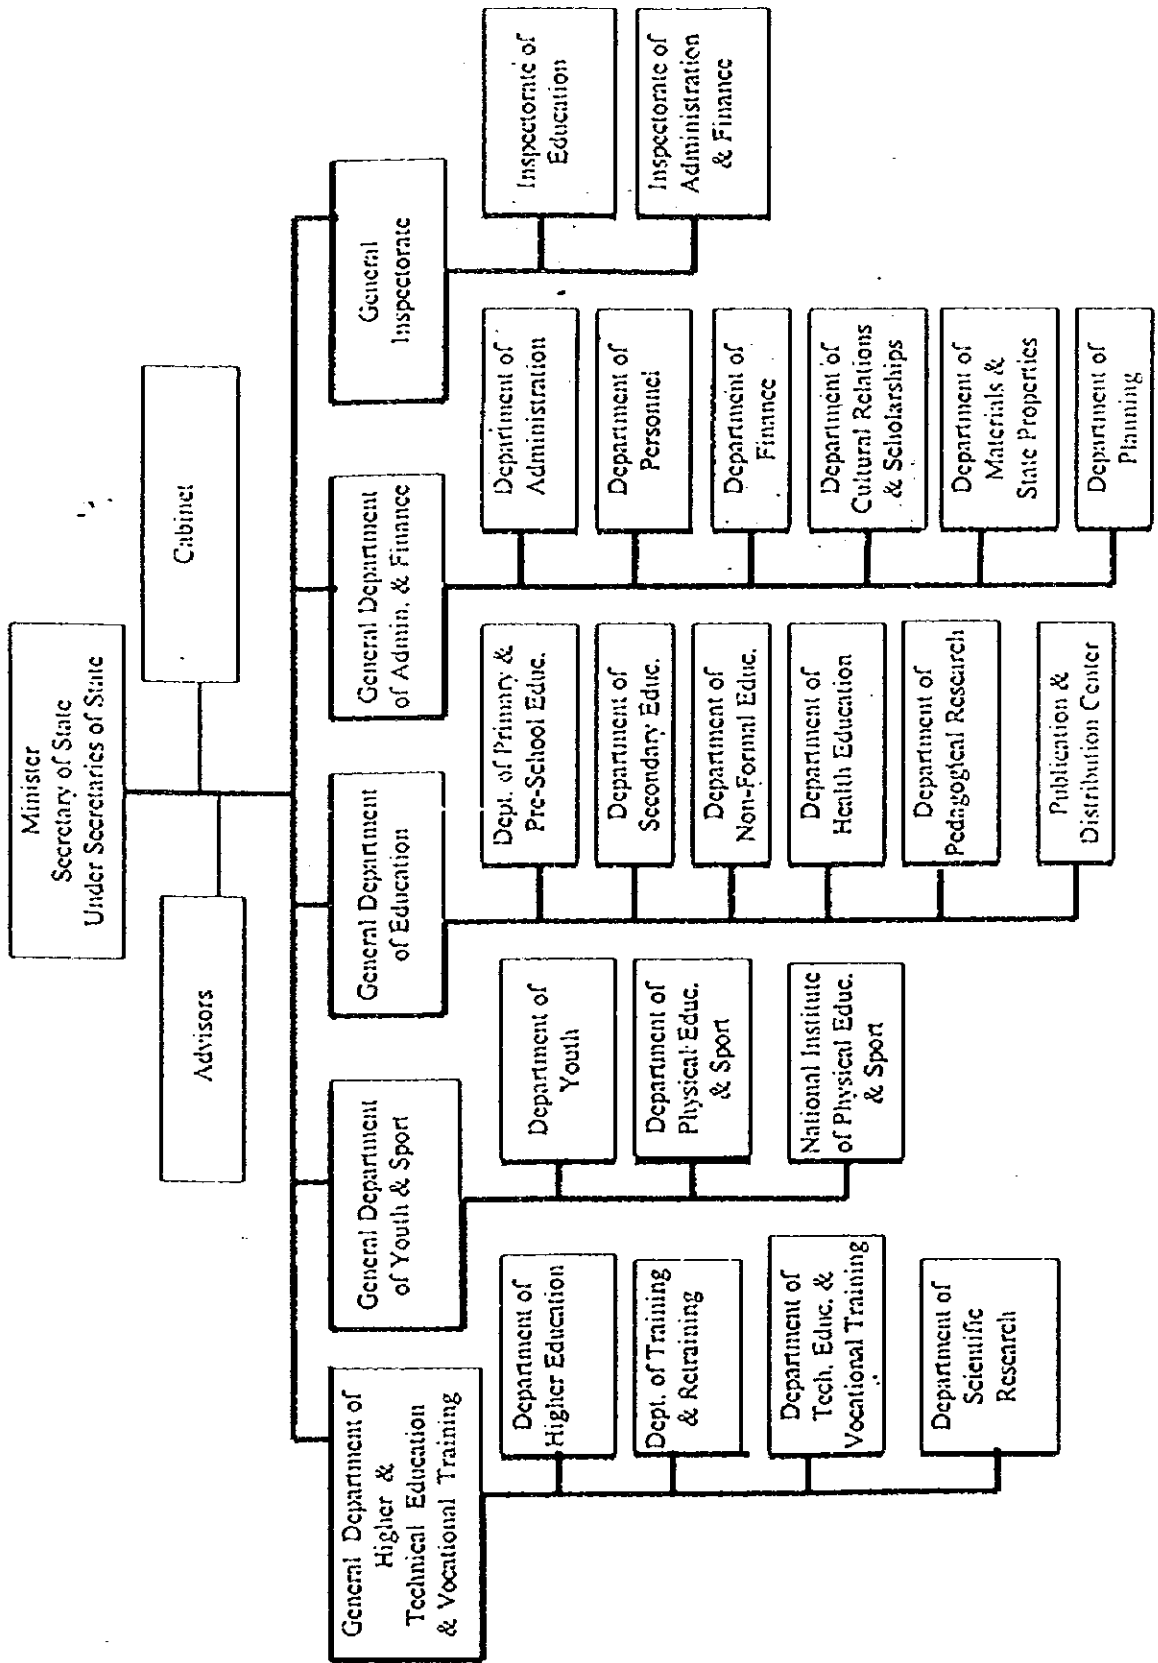 Minister
Secretary of State
Under Secretaries of State
Advisors
Cabinet
General Department of
Higher &
Technical Education
& Vocational Training
Department of
Higher Education
Dept. of Training
& Retraining
Department of
Tech. Educ. &
Vocational Training
Department of
Scientific
Research
General Department
of Youth & Sport
Department of
Youth
Department of
Physical Educ.
& Sport
National Institute
of Physical Educ.
& Sport
General Department
of Education
Dept. of Primary &
Pre-School Educ.
Department of
Secondary Educ.
Department of
Non-Formal Educ.
Department of
Health Education
Department of
Pedagogical Research
Publication &
Distribution Center
General Department
of Admin. & Finance
Department of
Administration
Department of
Personnel
Department of
Finance
Department of
Cultural Relations
& Scholarships
Department of
Materials &
State Properties
Department of
Planning
General
Inspectorate
Inspectorate of
Education
Inspectorate of
Administration
& Finance